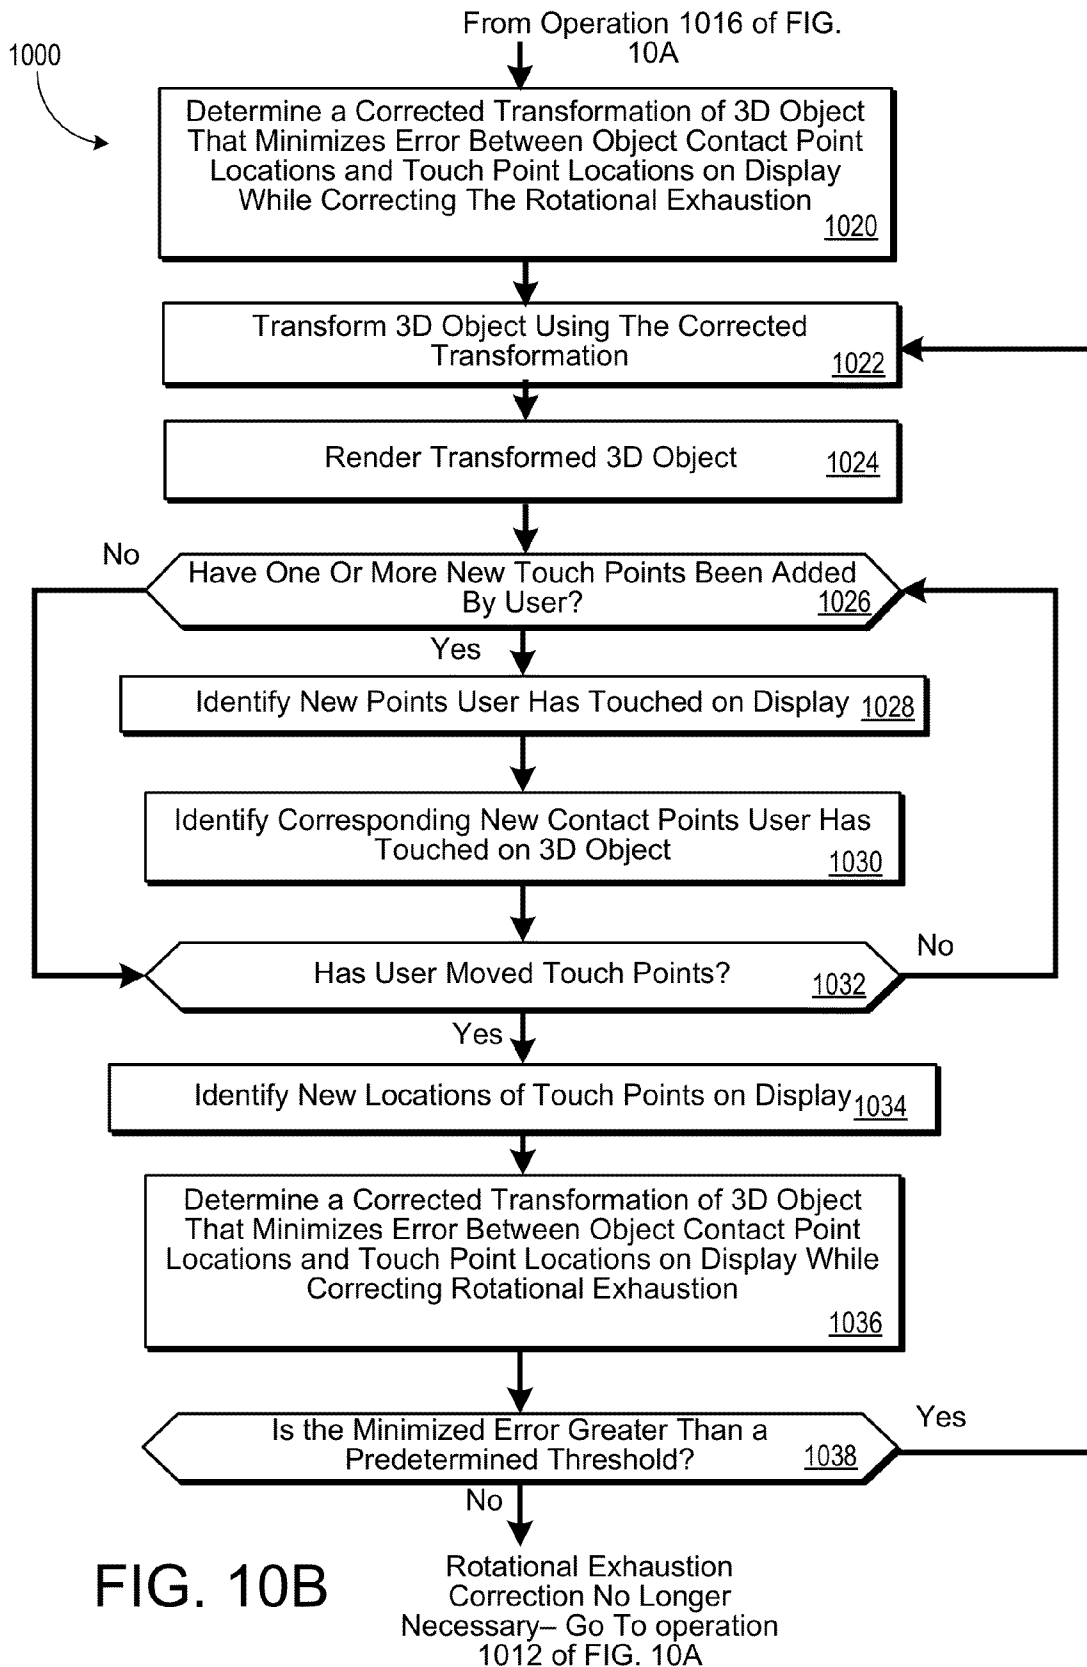 From Operation 1016 of FIG.
10A
1000
Determine a Corrected Transformation of 3D Object
That Minimizes Error Between Object Contact Point
Locations and Touch Point Locations on Display
While Correcting The Rotational Exhaustion
1020
Transform 3D Object Using The Corrected
Transformation
1022
Render Transformed 3D Object
1024
No
Have One Or More New Touch Points Been Added
By User?
1026
Yes
Identify New Points User Has Touched on Display
1028
Identify Corresponding New Contact Points User Has
Touched on 3D Object
1030
No
Has User Moved Touch Points?
1032
Yes
Identify New Locations of Touch Points on Display
1034
Determine a Corrected Transformation of 3D Object
That Minimizes Error Between Object Contact Point
Locations and Touch Point Locations on Display While
Correcting Rotational Exhaustion
1036
Is the Minimized Error Greater Than a
Predetermined Threshold?
1038
Yes
No
Rotational Exhaustion
Correction No Longer
Necessary– Go To operation
1012 of FIG. 10A
FIG. 10B